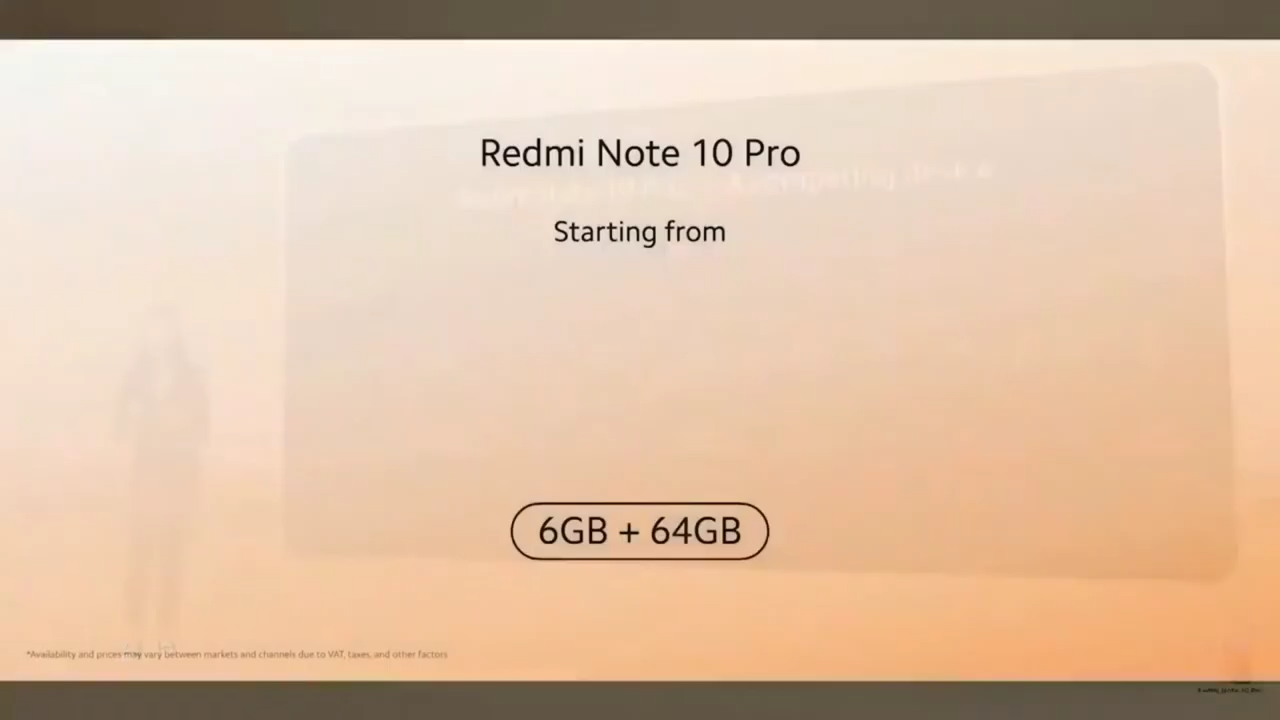 Redmi Note 10 Pro
Starting from
6GB + 64GB
*Availability and prices may vary between markets and channels due to VAT, taxes, and other factors